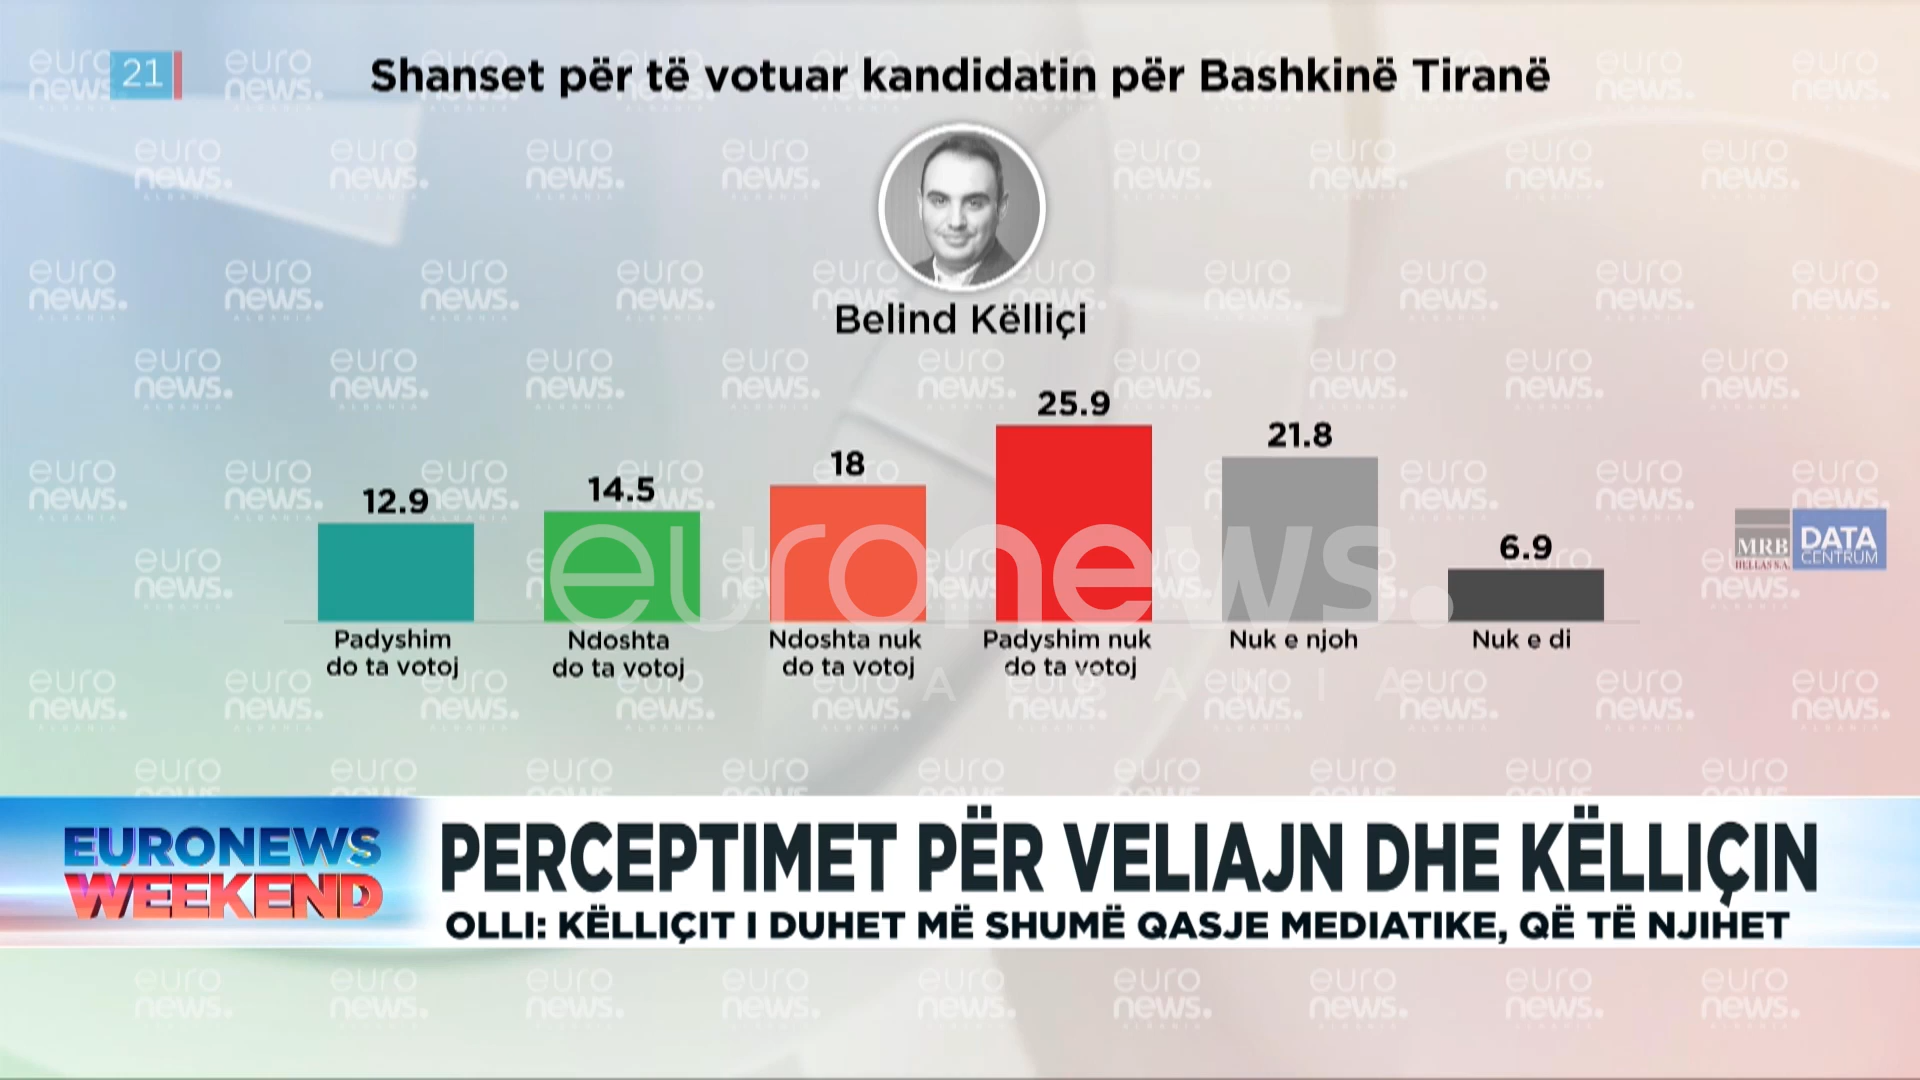 21
Shanset për të votuar kandidatin për Bashkinë Tiranë
Belind Këlliçi
12.9
14.5
18
25.9
21.8
6.9
Padyshim
do ta votoj
Ndoshta
do ta votoj
Ndoshta nuk
do ta votoj
Padyshim nuk
do ta votoj
Nuk e njoh
Nuk e di
MRB
HELLAS S.A.
DATA
CENTRUM
euronews.
ALBANIA
EURONEWS
WEEKEND
PERCEPTIMET PËR VELIAJN DHE KËLLIÇIN
OLLI: KËLLIÇIT I DUHET MË SHUMË QASJE MEDIATIKE, QË TË NJIHET